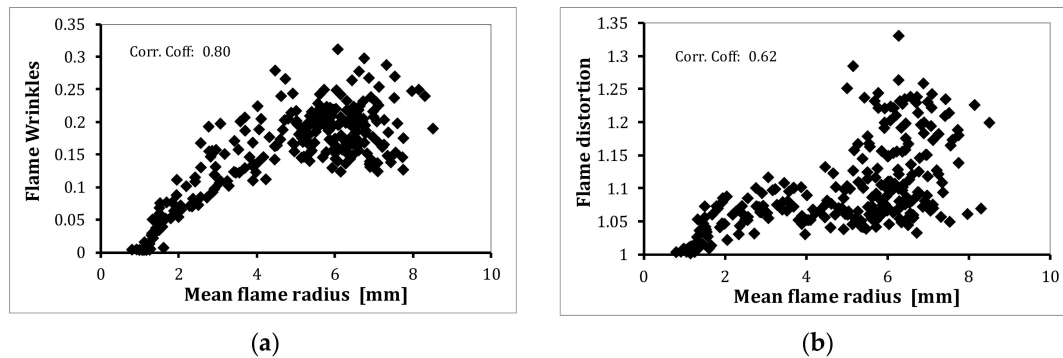 0.35
0.3
0.25
0.2
0.15
0.1
0.05
0
Flame Wrinkles
Corr. Coff: 0.80
0 2 4 6 8 10
Mean flame radius [mm]
(a)
1.35
1.3
1.25
1.2
1.15
1.1
1.05
1
Flame distortion
Corr. Coff: 0.62
0 2 4 6 8 10
Mean flame radius [mm]
(b)